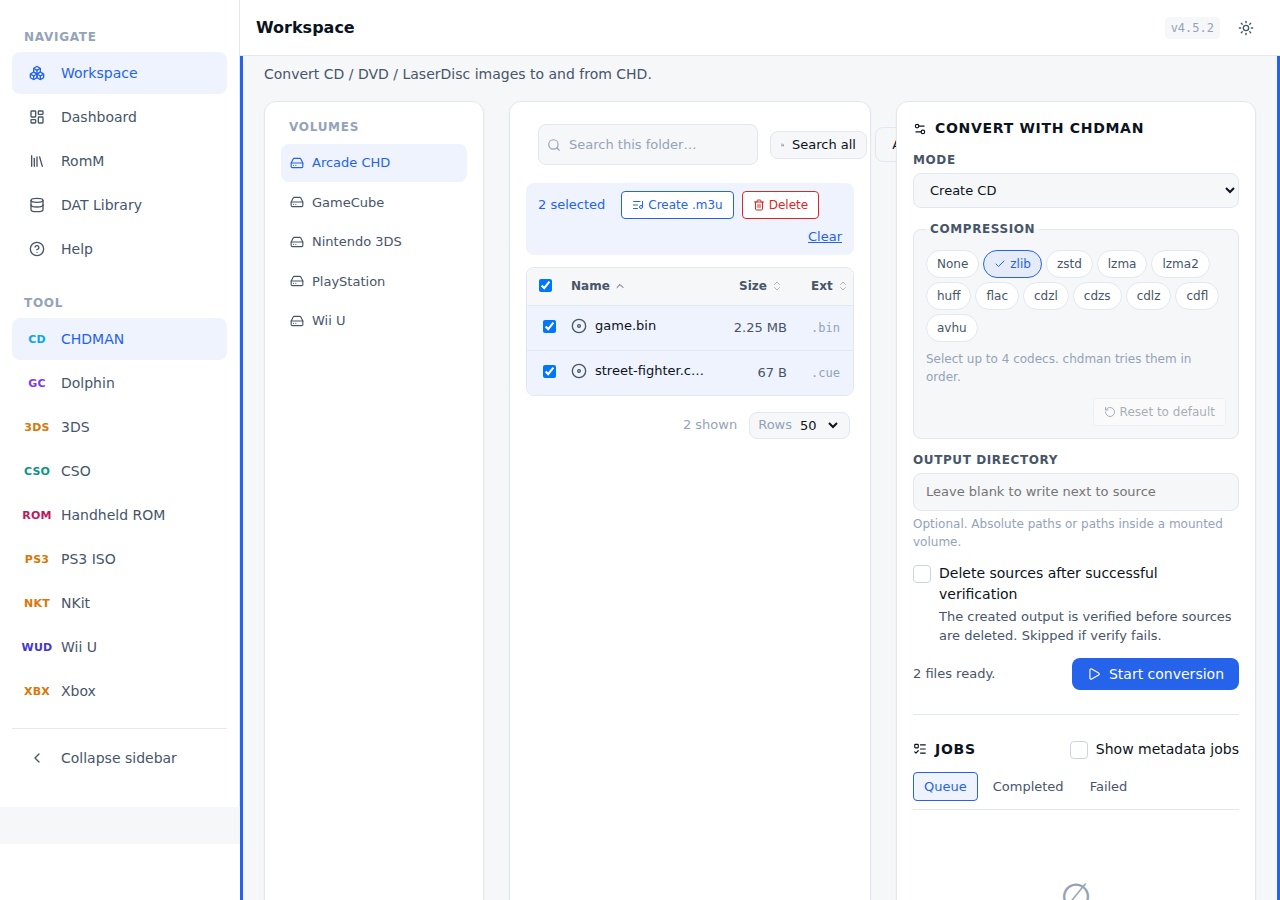 NAVIGATE
Workspace
Dashboard
RomM
DAT Library
Help
TOOL
CD CHDMAN
GC Dolphin
3DS 3DS
CSO CSO
ROM Handheld ROM
PS3 PS3 ISO
NKT NKit
WUD Wii U
XBX Xbox
Collapse sidebar
Workspace
v4.5.2
Convert CD / DVD / LaserDisc images to and from CHD.
VOLUMES
Arcade CHD
GameCube
Nintendo 3DS
PlayStation
Wii U
Search this folder…
Search all
2 selected
Create .m3u
Delete
Clear
Name Size Ext
game.bin 2.25 MB .bin
street-fighter.c… 67 B .cue
2 shown
Rows 50
CONVERT WITH CHDMAN
MODE
Create CD
COMPRESSION
None zlib zstd lzma lzma2
huff flac cdzl cdzs cdlz cdfl
avhu
Select up to 4 codecs. chdman tries them in
order.
Reset to default
OUTPUT DIRECTORY
Leave blank to write next to source
Optional. Absolute paths or paths inside a mounted
volume.
Delete sources after successful
verification
The created output is verified before sources
are deleted. Skipped if verify fails.
2 files ready.
Start conversion
JOBS
Show metadata jobs
Queue Completed Failed